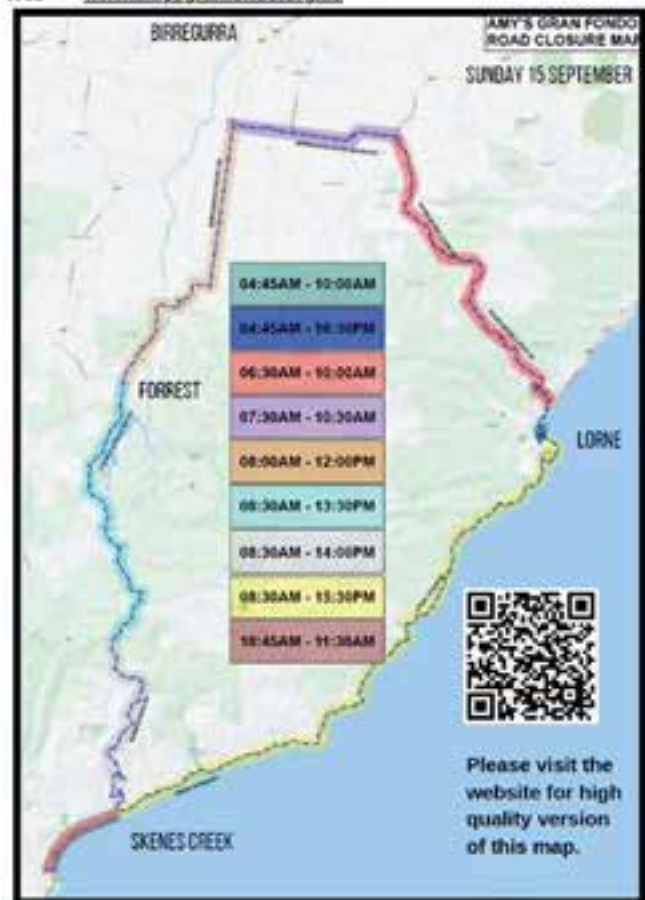 BIRREGURRA
AMY'S GRAN FONDO
ROAD CLOSURE MAP
SUNDAY 15 SEPTEMBER
04:45AM - 10:00AM
04:45AM - 16:30PM
06:30AM - 10:00AM
07:30AM - 10:30AM
08:00AM - 12:00PM
08:30AM - 13:30PM
08:30AM - 14:00PM
08:30AM - 15:30PM
10:45AM - 11:30AM
FORREST
LORNE
SKENES CREEK
Please visit the
website for high
quality version
of this map.